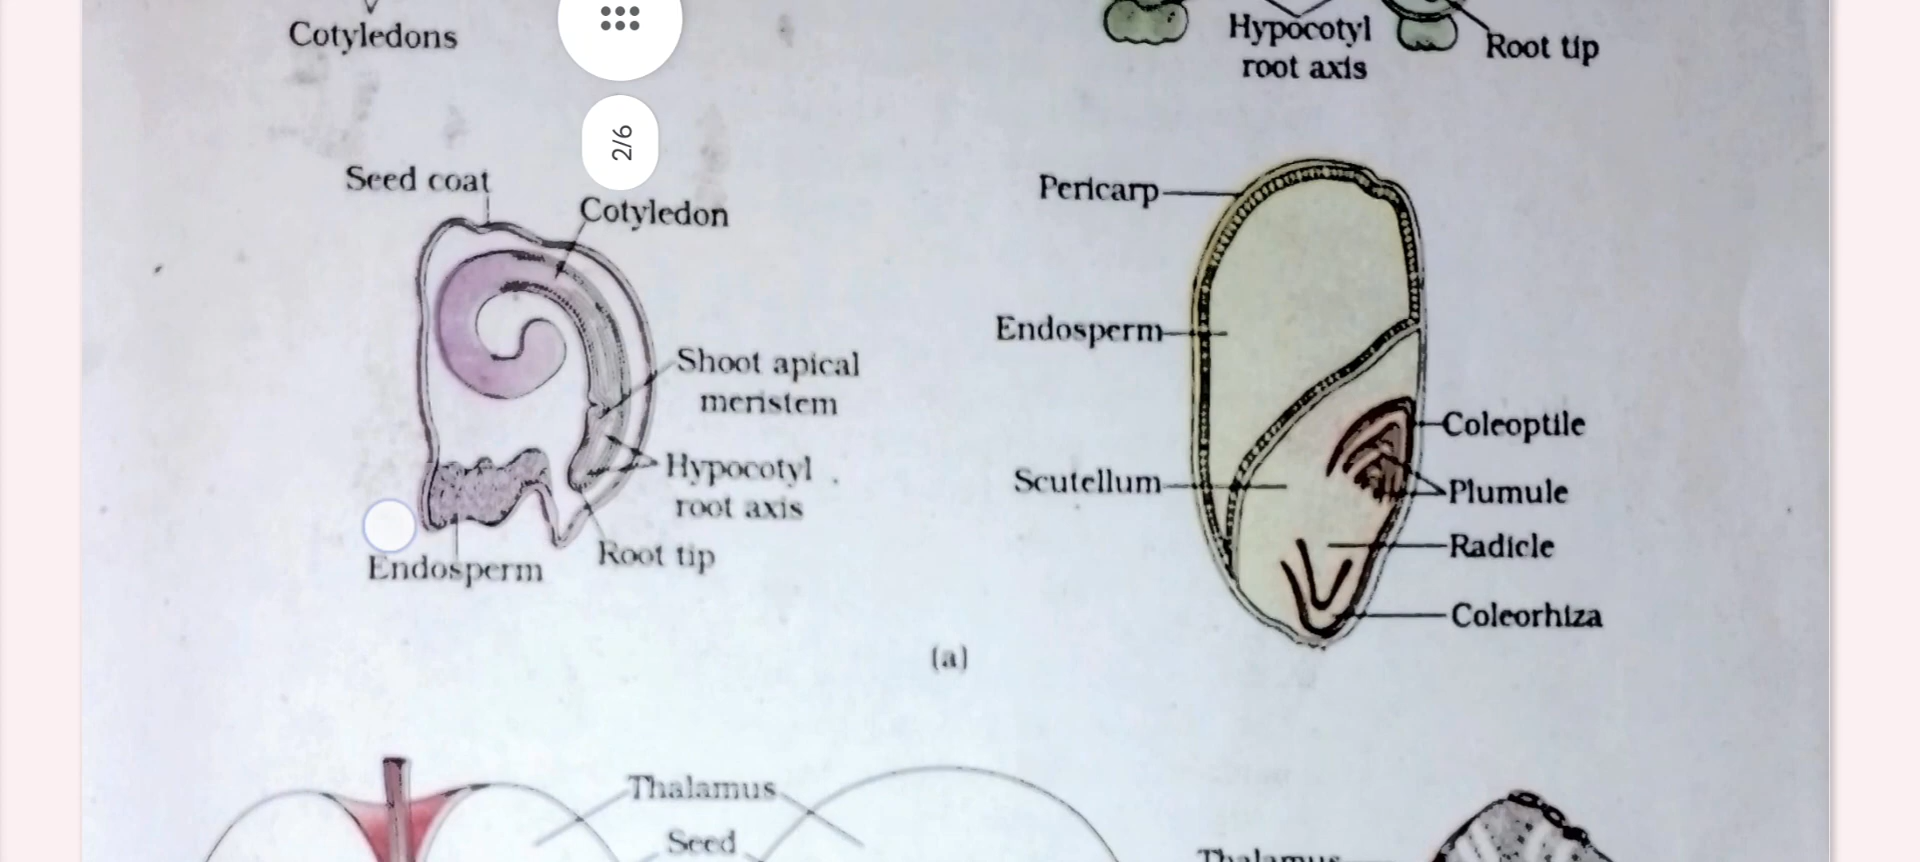 Cotyledons
Hypocotyl
root axis
Root tip
2/6
Seed coat
Cotyledon
Shoot apical
meristem
Hypocotyl
root axis
Root tip
Endosperm
Pericarp
Endosperm
Scutellum
Coleoptile
Plumule
Radicle
Coleorhiza
(a)
Thalamus
Seed
Thalamus